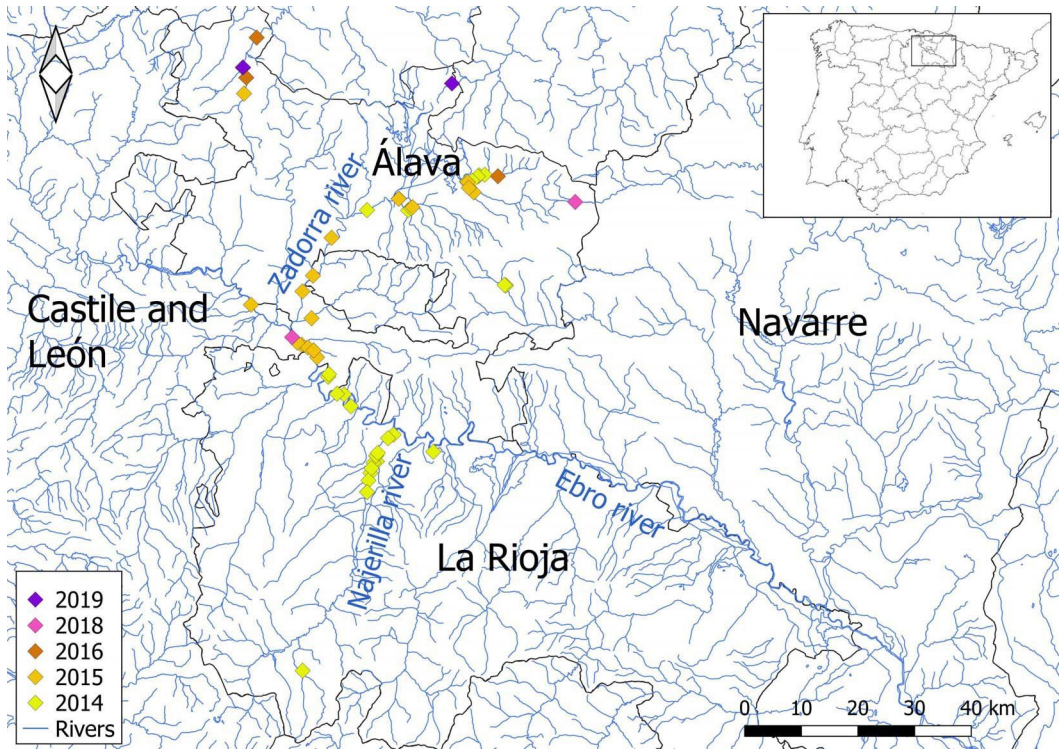 Álava
Zadorra river
Castile and
León
Navarre
Ebro river
Najerilla river
La Rioja
2019
2018
2016
2015
2014
Rivers
0 10 20 30 40 km